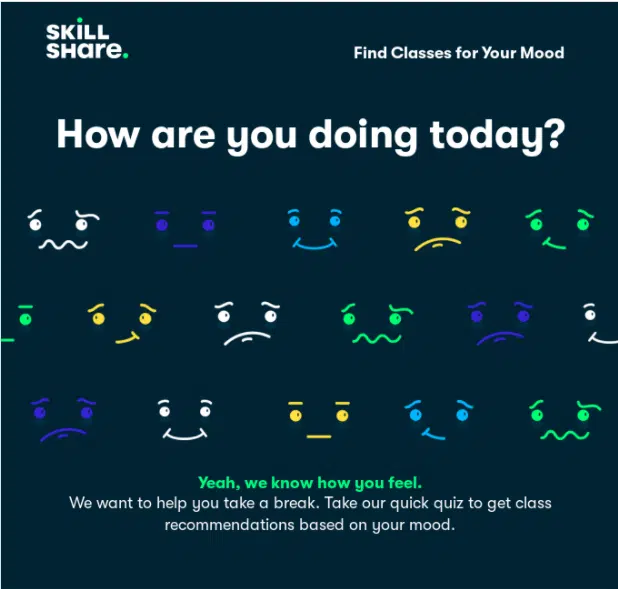 SKiLL
SHare.
Find Classes for Your Mood
How are you doing today?
Yeah, we know how you feel.
We want to help you take a break. Take our quick quiz to get class
recommendations based on your mood.